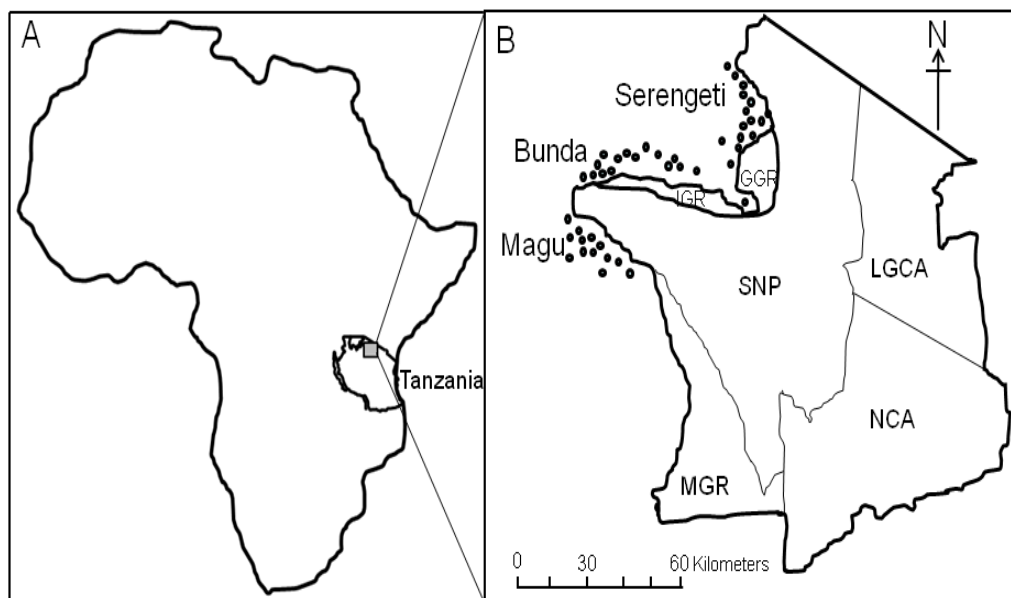 A
Tanzania
B
N
Serengeti
Bunda
GGR
IGR
Magu
SNP
LGCA
NCA
MGR
0 30 60 Kilometers